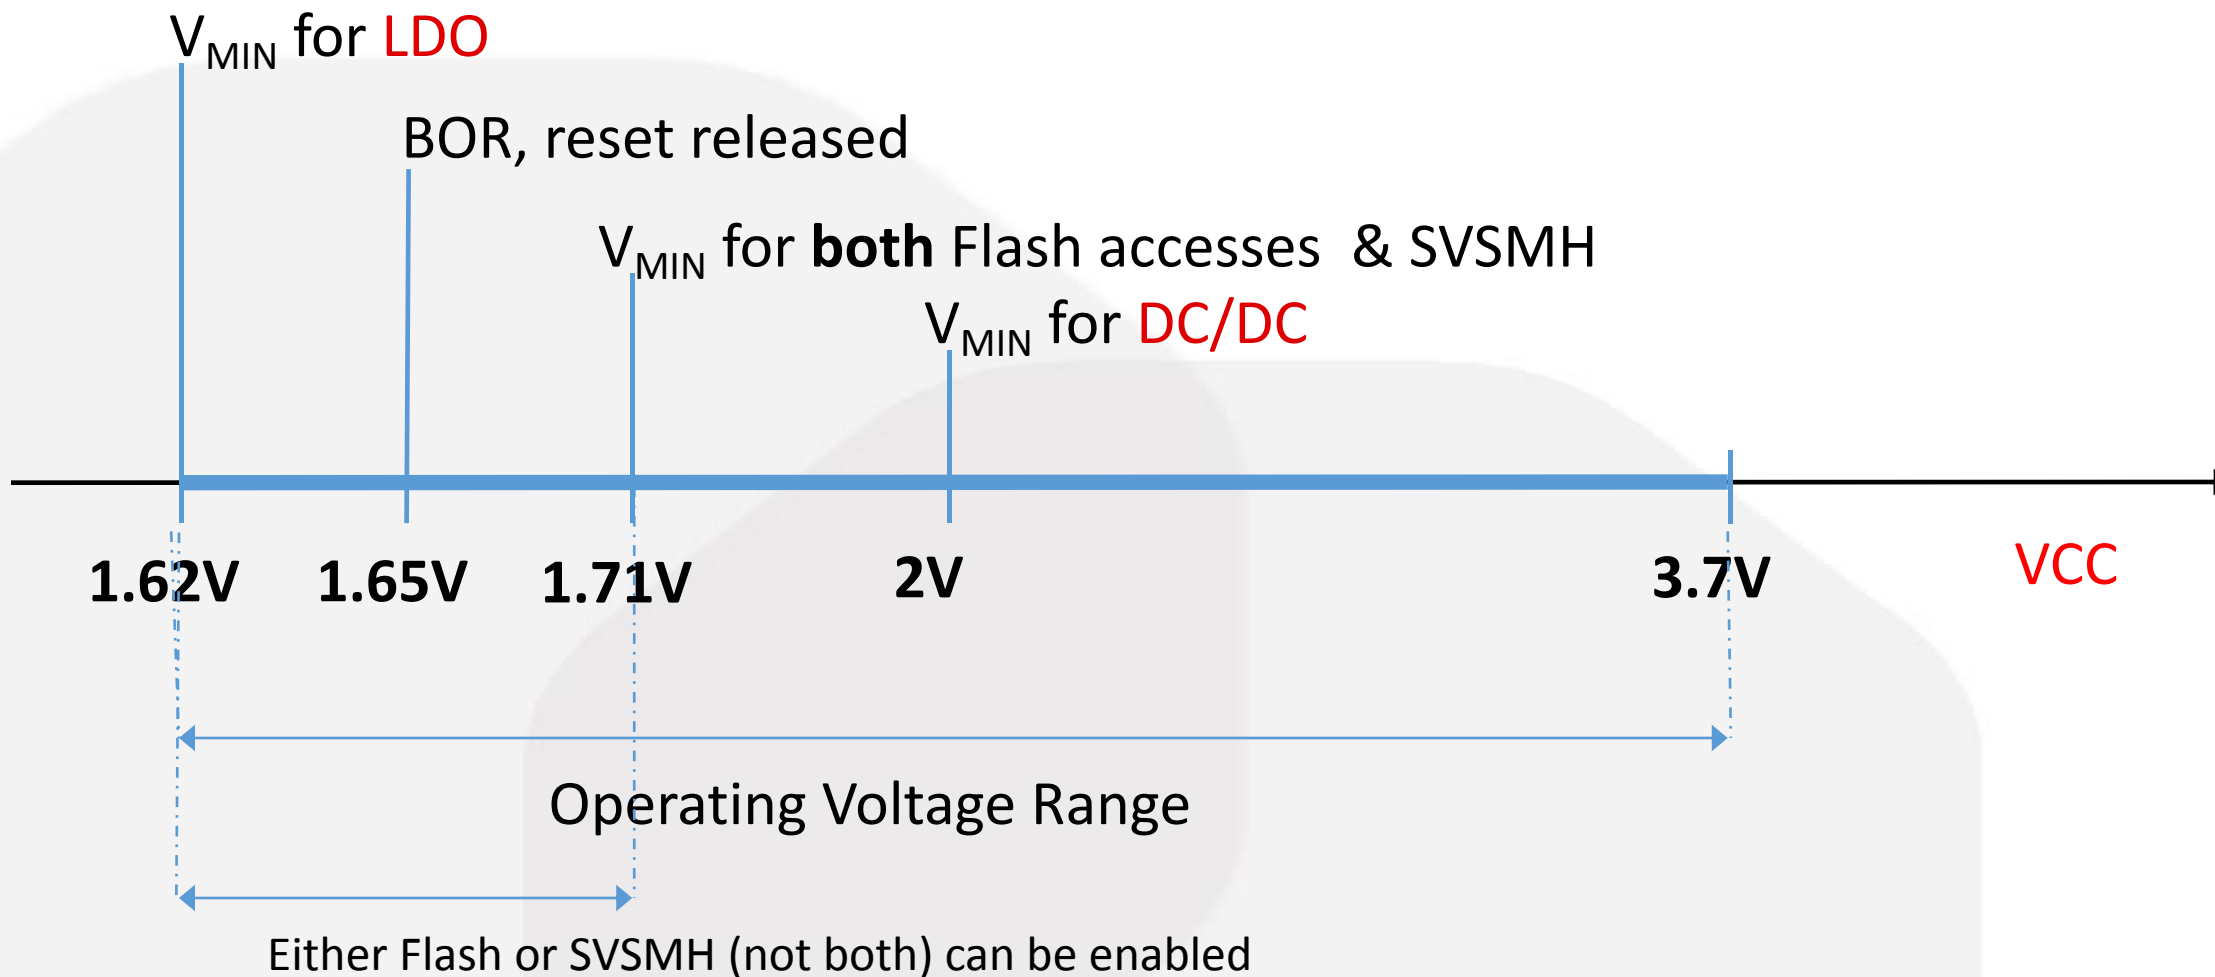 VMIN for LDO
BOR, reset released
VMIN for both Flash accesses & SVSMH
VMIN for DC/DC
1.62V 1.65V 1.71V 2V 3.7V VCC
Operating Voltage Range
Either Flash or SVSMH (not both) can be enabled